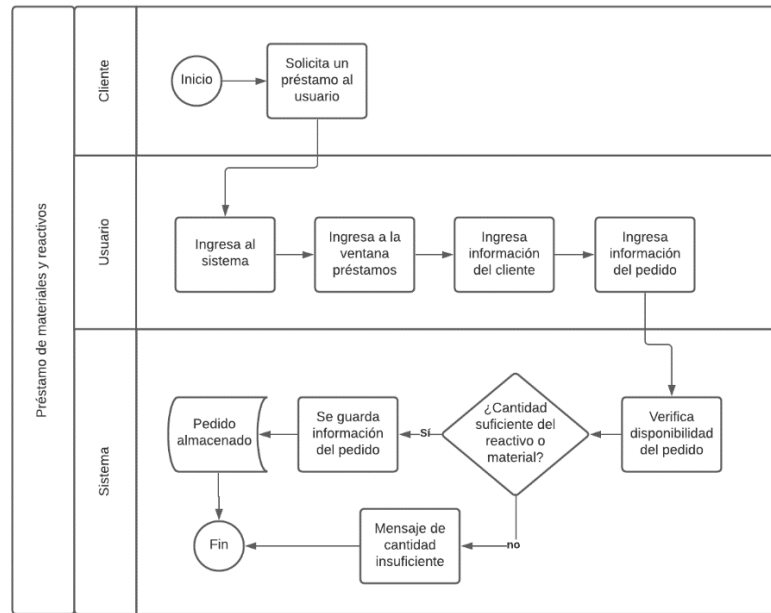 Préstamo de materiales y reactivos
Cliente
Inicio
Solicita un
préstamo al
usuario
Usuario
Ingresa al
sistema
Ingresa a la
ventana
préstamos
Ingresa
información
del cliente
Ingresa
información
del pedido
Sistema
Verifica
disponibilidad
del pedido
¿Cantidad
suficiente del
reactivo o
material?
Sí
Se guarda
información
del pedido
Pedido
almacenado
no
Mensaje de
cantidad
insuficiente
Fin